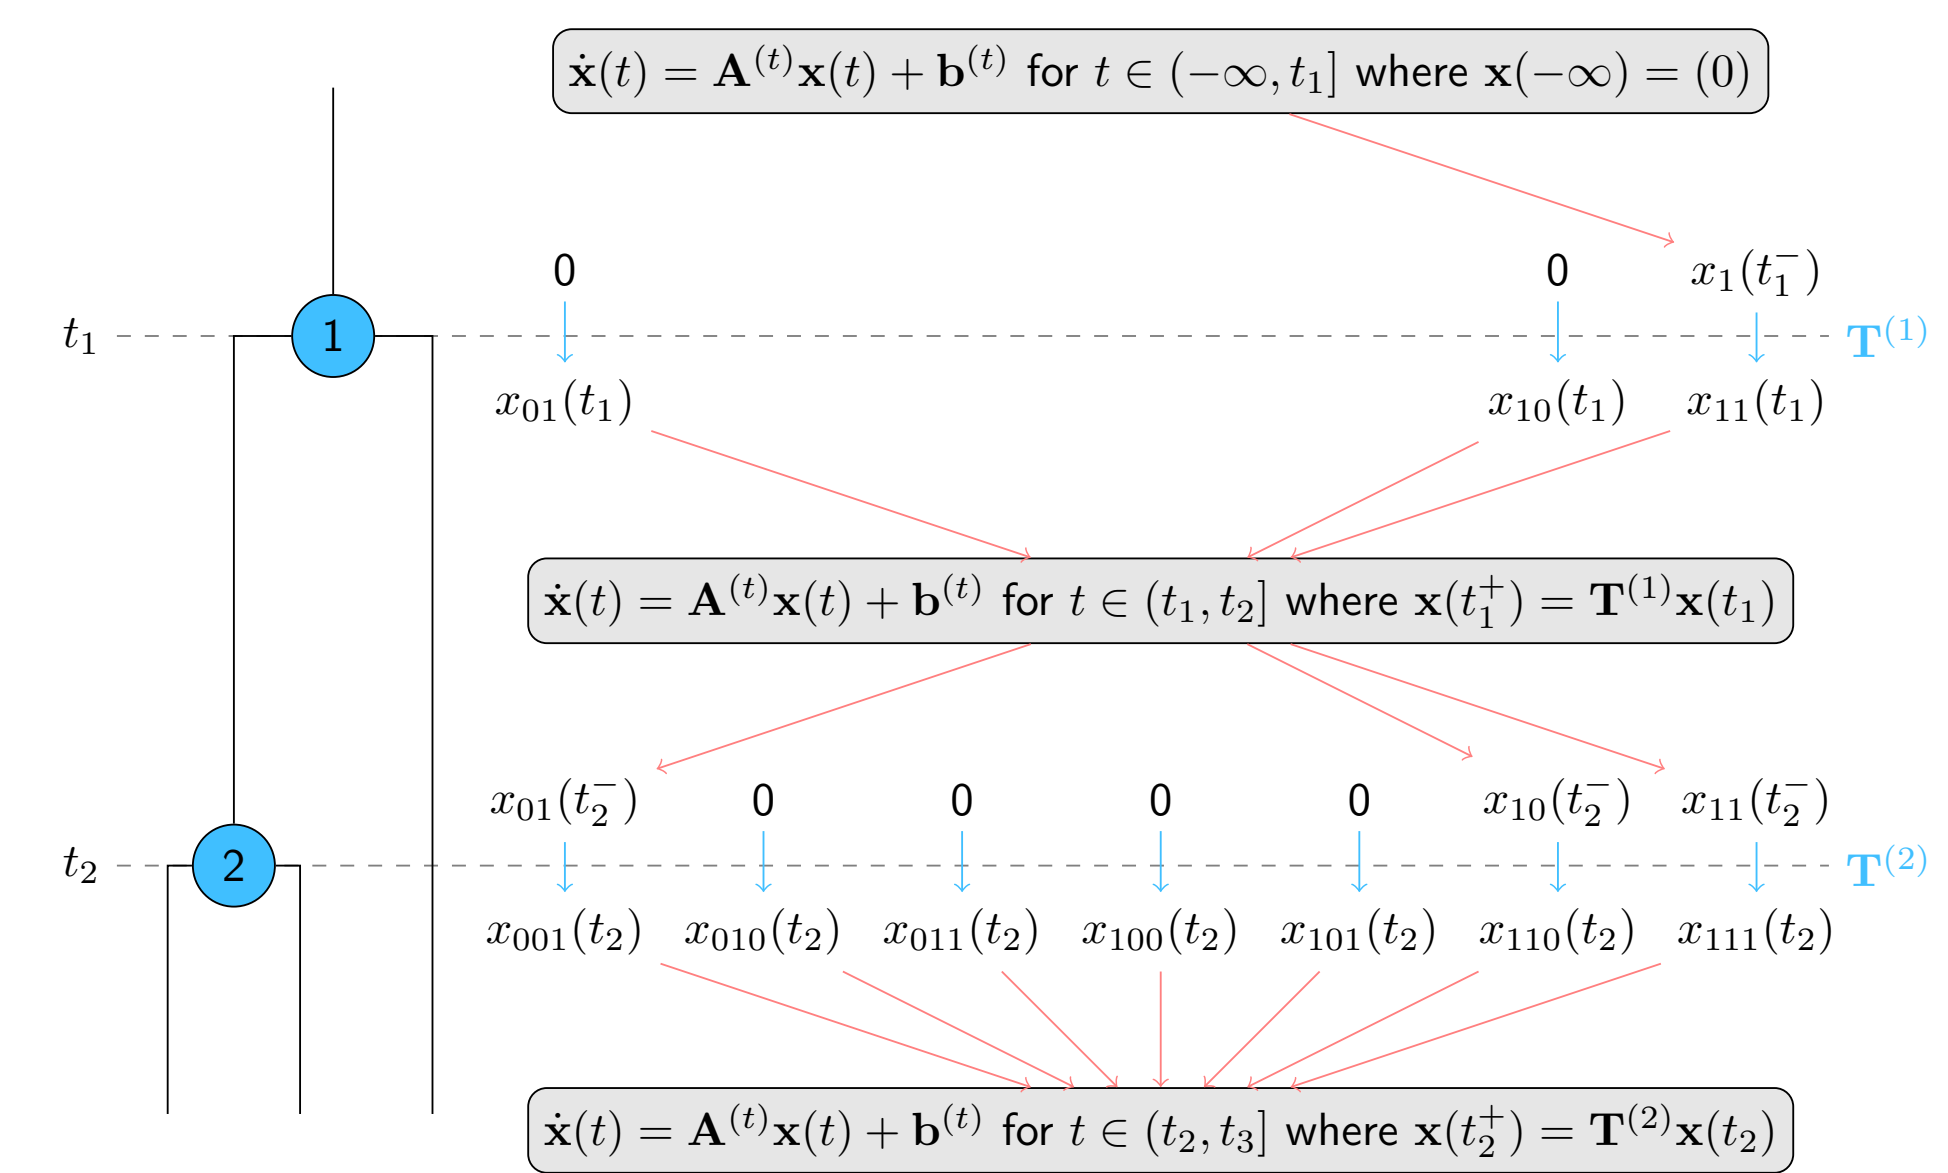 ẋ(t) = A^(t)x(t) + b^(t) for t ∈ (−∞, t₁] where x(−∞) = (0)
0 0 x₁(t₁⁻)
t₁ 1 T^(1)
x₀₁(t₁) x₁₀(t₁) x₁₁(t₁)
ẋ(t) = A^(t)x(t) + b^(t) for t ∈ (t₁, t₂] where x(t₁⁺) = T^(1)x(t₁)
x₀₁(t₂⁻) 0 0 0 0 x₁₀(t₂⁻) x₁₁(t₂⁻)
t₂ 2 T^(2)
x₀₀₁(t₂) x₀₁₀(t₂) x₀₁₁(t₂) x₁₀₀(t₂) x₁₀₁(t₂) x₁₁₀(t₂) x₁₁₁(t₂)
ẋ(t) = A^(t)x(t) + b^(t) for t ∈ (t₂, t₃] where x(t₂⁺) = T^(2)x(t₂)